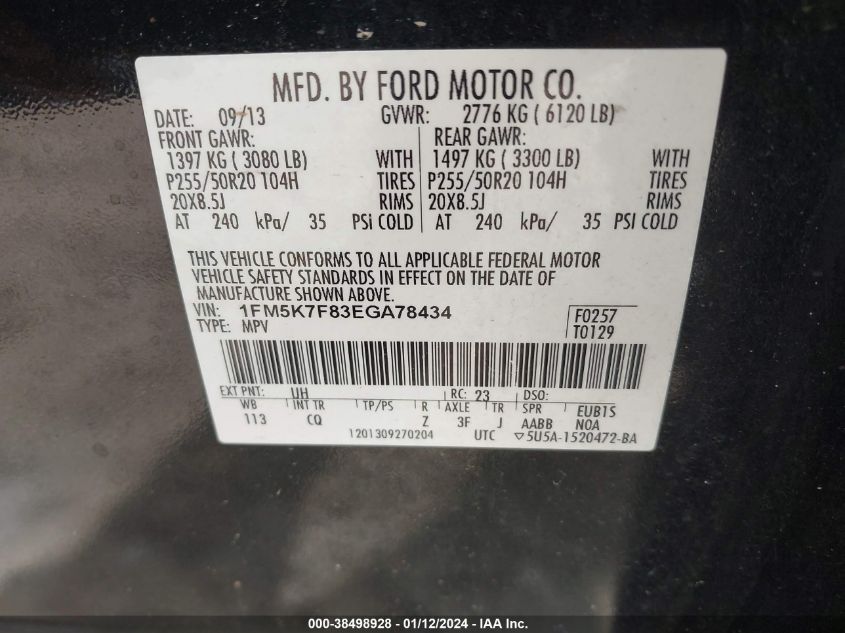 MFD. BY FORD MOTOR CO.
DATE: 09/13 GVWR: 2776 KG ( 6120 LB)
FRONT GAWR: REAR GAWR:
1397 KG ( 3080 LB) WITH 1497 KG ( 3300 LB) WITH
P255/50R20 104H TIRES P255/50R20 104H TIRES
20X8.5J RIMS 20X8.5J RIMS
AT 240 kPa/ 35 PSi COLD AT 240 kPa/ 35 PSI COLD
THIS VEHICLE CONFORMS TO ALL APPLICABLE FEDERAL MOTOR
VEHICLE SAFETY STANDARDS IN EFFECT ON THE DATE OF
MANUFACTURE SHOWN ABOVE.
VIN: 1FM5K7F83EGA78434 F0257
TYPE: MPV T0129
EXT PNT: UH RC: 23 DSO:
WB INT TR TP/PS R AXLE TR SPR EUB1S
113 CQ Z 3F J AABB NOA
1201309270204 UTC ▽5U5A-1520472-BA
000-38498928 - 01/12/2024 - IAA Inc.